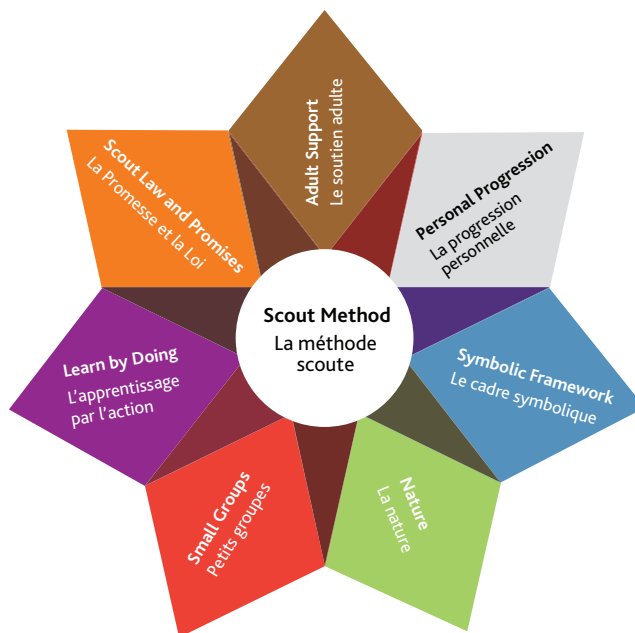 Scout Method
La méthode
scoute
Adult Support
Le soutien adulte
Personal Progression
La progression
personnelle
Symbolic Framework
Le cadre symbolique
Nature
La nature
Small Groups
Petits groupes
Learn by Doing
L'apprentissage
par l'action
Scout Law and Promises
La Promesse et la Loi